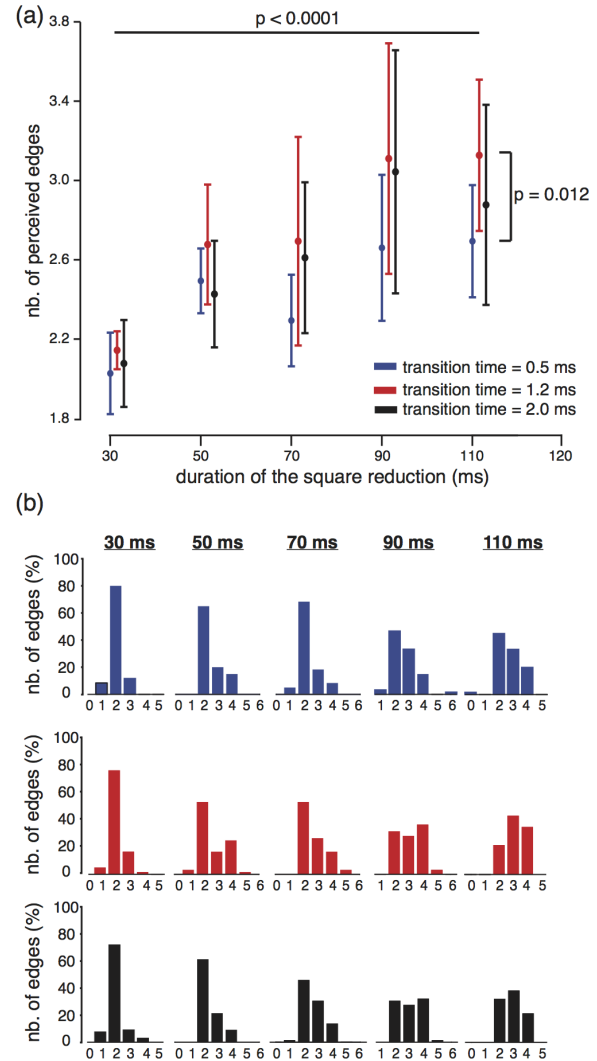 (a)
p < 0.0001
3.8
3.4
3.0
2.6
2.2
1.8
nb. of perceived edges
p = 0.012
transition time = 0.5 ms
transition time = 1.2 ms
transition time = 2.0 ms
30 50 70 90 110 120
duration of the square reduction (ms)
(b)
30 ms 50 ms 70 ms 90 ms 110 ms
nb. of edges (%)
100
80
60
40
20
0
0 1 2 3 4 5 0 1 2 3 4 5 6 0 1 2 3 4 5 6 1 2 3 4 5 6 0 1 2 3 4 5
nb. of edges (%)
100
80
60
40
20
0
0 1 2 3 4 5 0 1 2 3 4 5 6 0 1 2 3 4 5 6 1 2 3 4 5 6 0 1 2 3 4 5
nb. of edges (%)
100
80
60
40
20
0
0 1 2 3 4 5 0 1 2 3 4 5 6 0 1 2 3 4 5 6 1 2 3 4 5 6 0 1 2 3 4 5